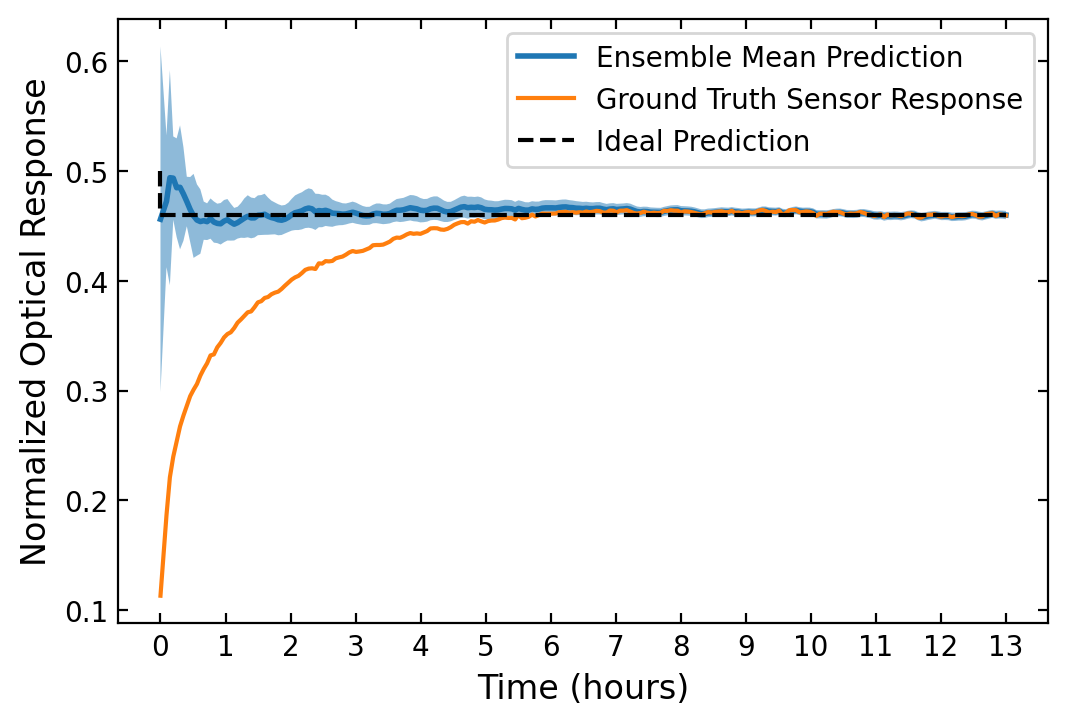 Normalized Optical Response
0.6
0.5
0.4
0.3
0.2
0.1
Ensemble Mean Prediction
Ground Truth Sensor Response
Ideal Prediction
0 1 2 3 4 5 6 7 8 9 10 11 12 13
Time (hours)